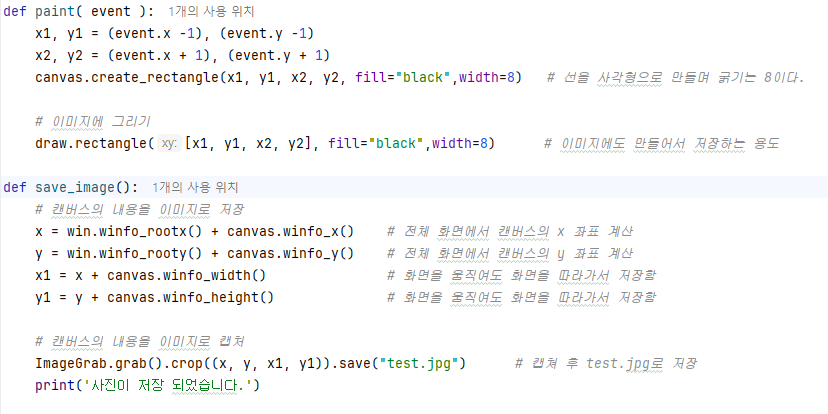 def paint( event ):  1개의 사용 위치
    x1, y1 = (event.x -1), (event.y -1)
    x2, y2 = (event.x + 1), (event.y + 1)
    canvas.create_rectangle(x1, y1, x2, y2, fill="black",width=8)   # 선을 사각형으로 만들며 굵기는 8이다.
    # 이미지에 그리기
    draw.rectangle( xy: [x1, y1, x2, y2], fill="black",width=8)      # 이미지에도 만들어서 저장하는 용도
def save_image():  1개의 사용 위치
    # 캔버스의 내용을 이미지로 저장
    x = win.winfo_rootx() + canvas.winfo_x()    # 전체 화면에서 캔버스의 x 좌표 계산
    y = win.winfo_rooty() + canvas.winfo_y()    # 전체 화면에서 캔버스의 y 좌표 계산
    x1 = x + canvas.winfo_width()               # 화면을 움직여도 화면을 따라가서 저장함
    y1 = y + canvas.winfo_height()              # 화면을 움직여도 화면을 따라가서 저장함
    # 캔버스의 내용을 이미지로 캡처
    ImageGrab.grab().crop((x, y, x1, y1)).save("test.jpg")      # 캡쳐 후 test.jpg로 저장
    print('사진이 저장 되었습니다.')